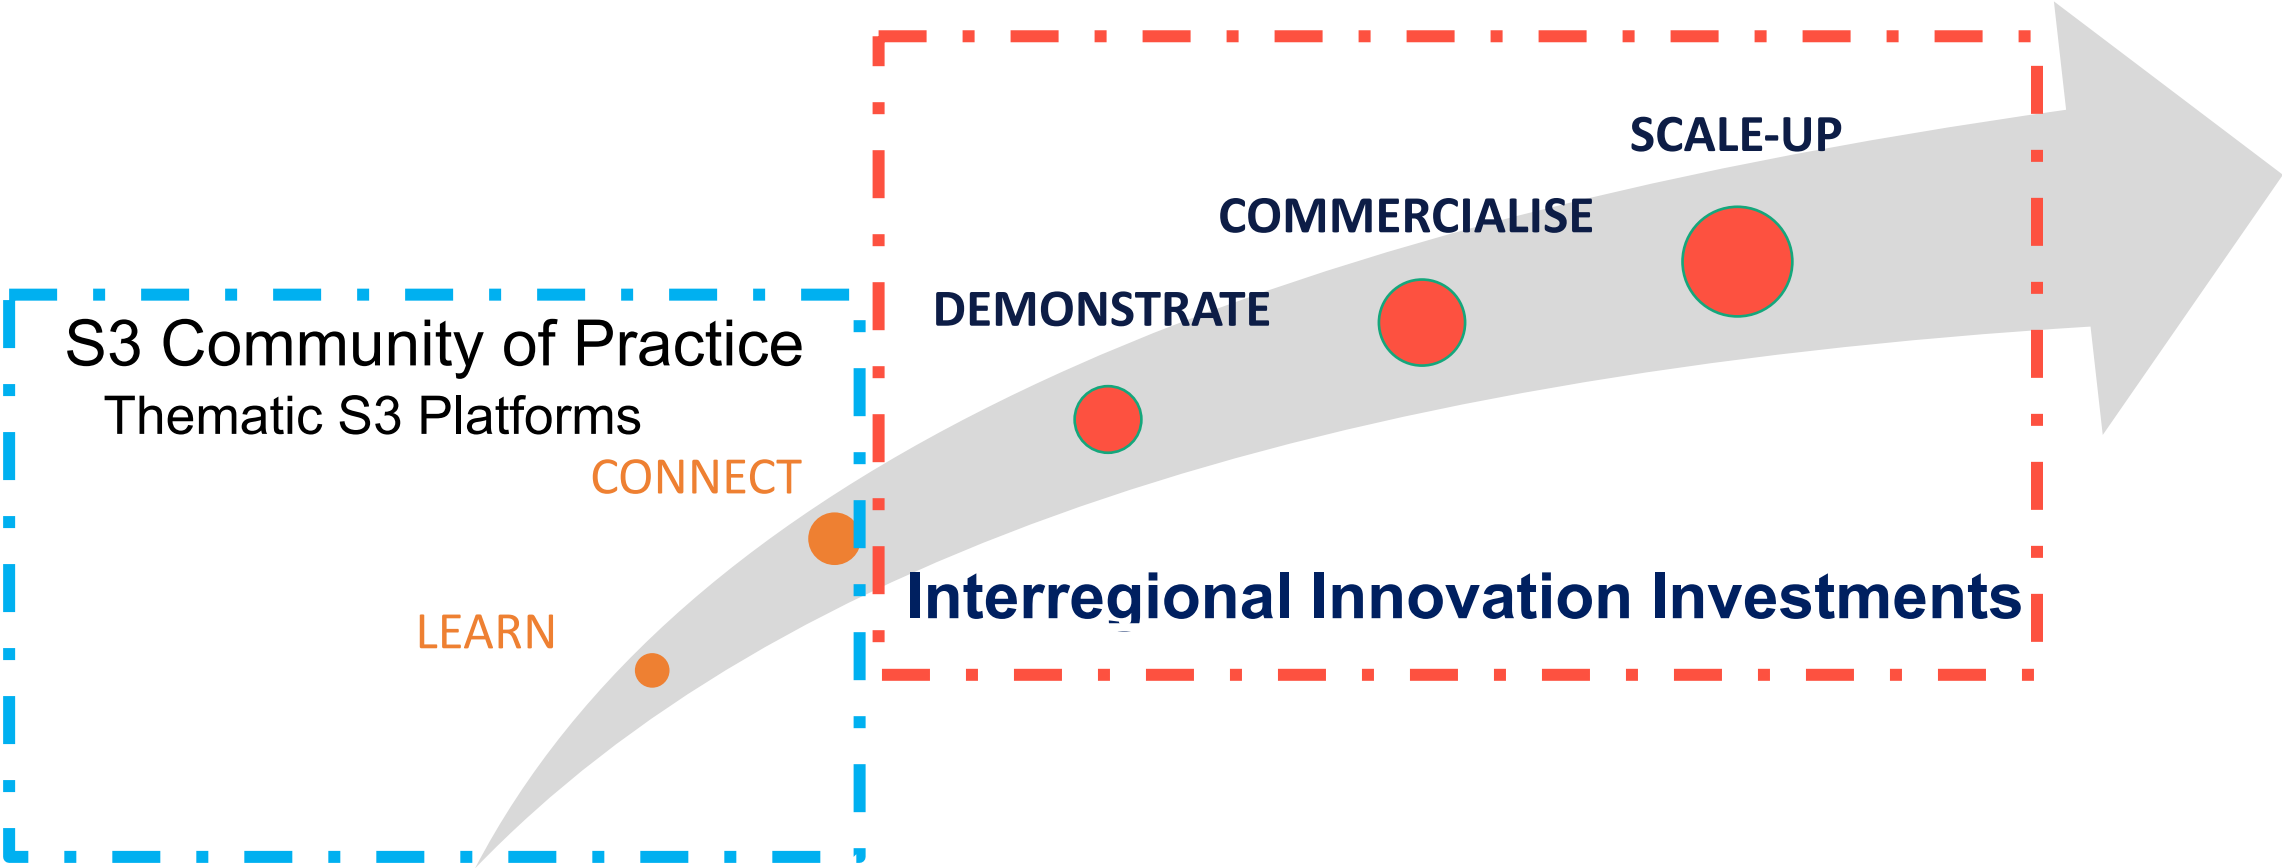 SCALE-UP
COMMERCIALISE
DEMONSTRATE
S3 Community of Practice
Thematic S3 Platforms
CONNECT
LEARN
Interregional Innovation Investments